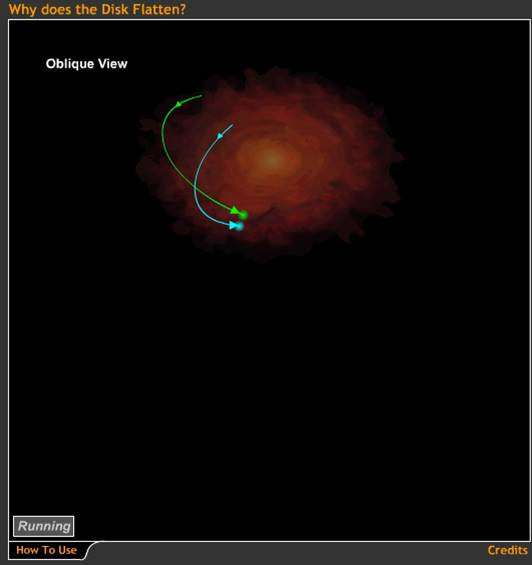 Why does the Disk Flatten?
Oblique View
Running
How To Use
Credits